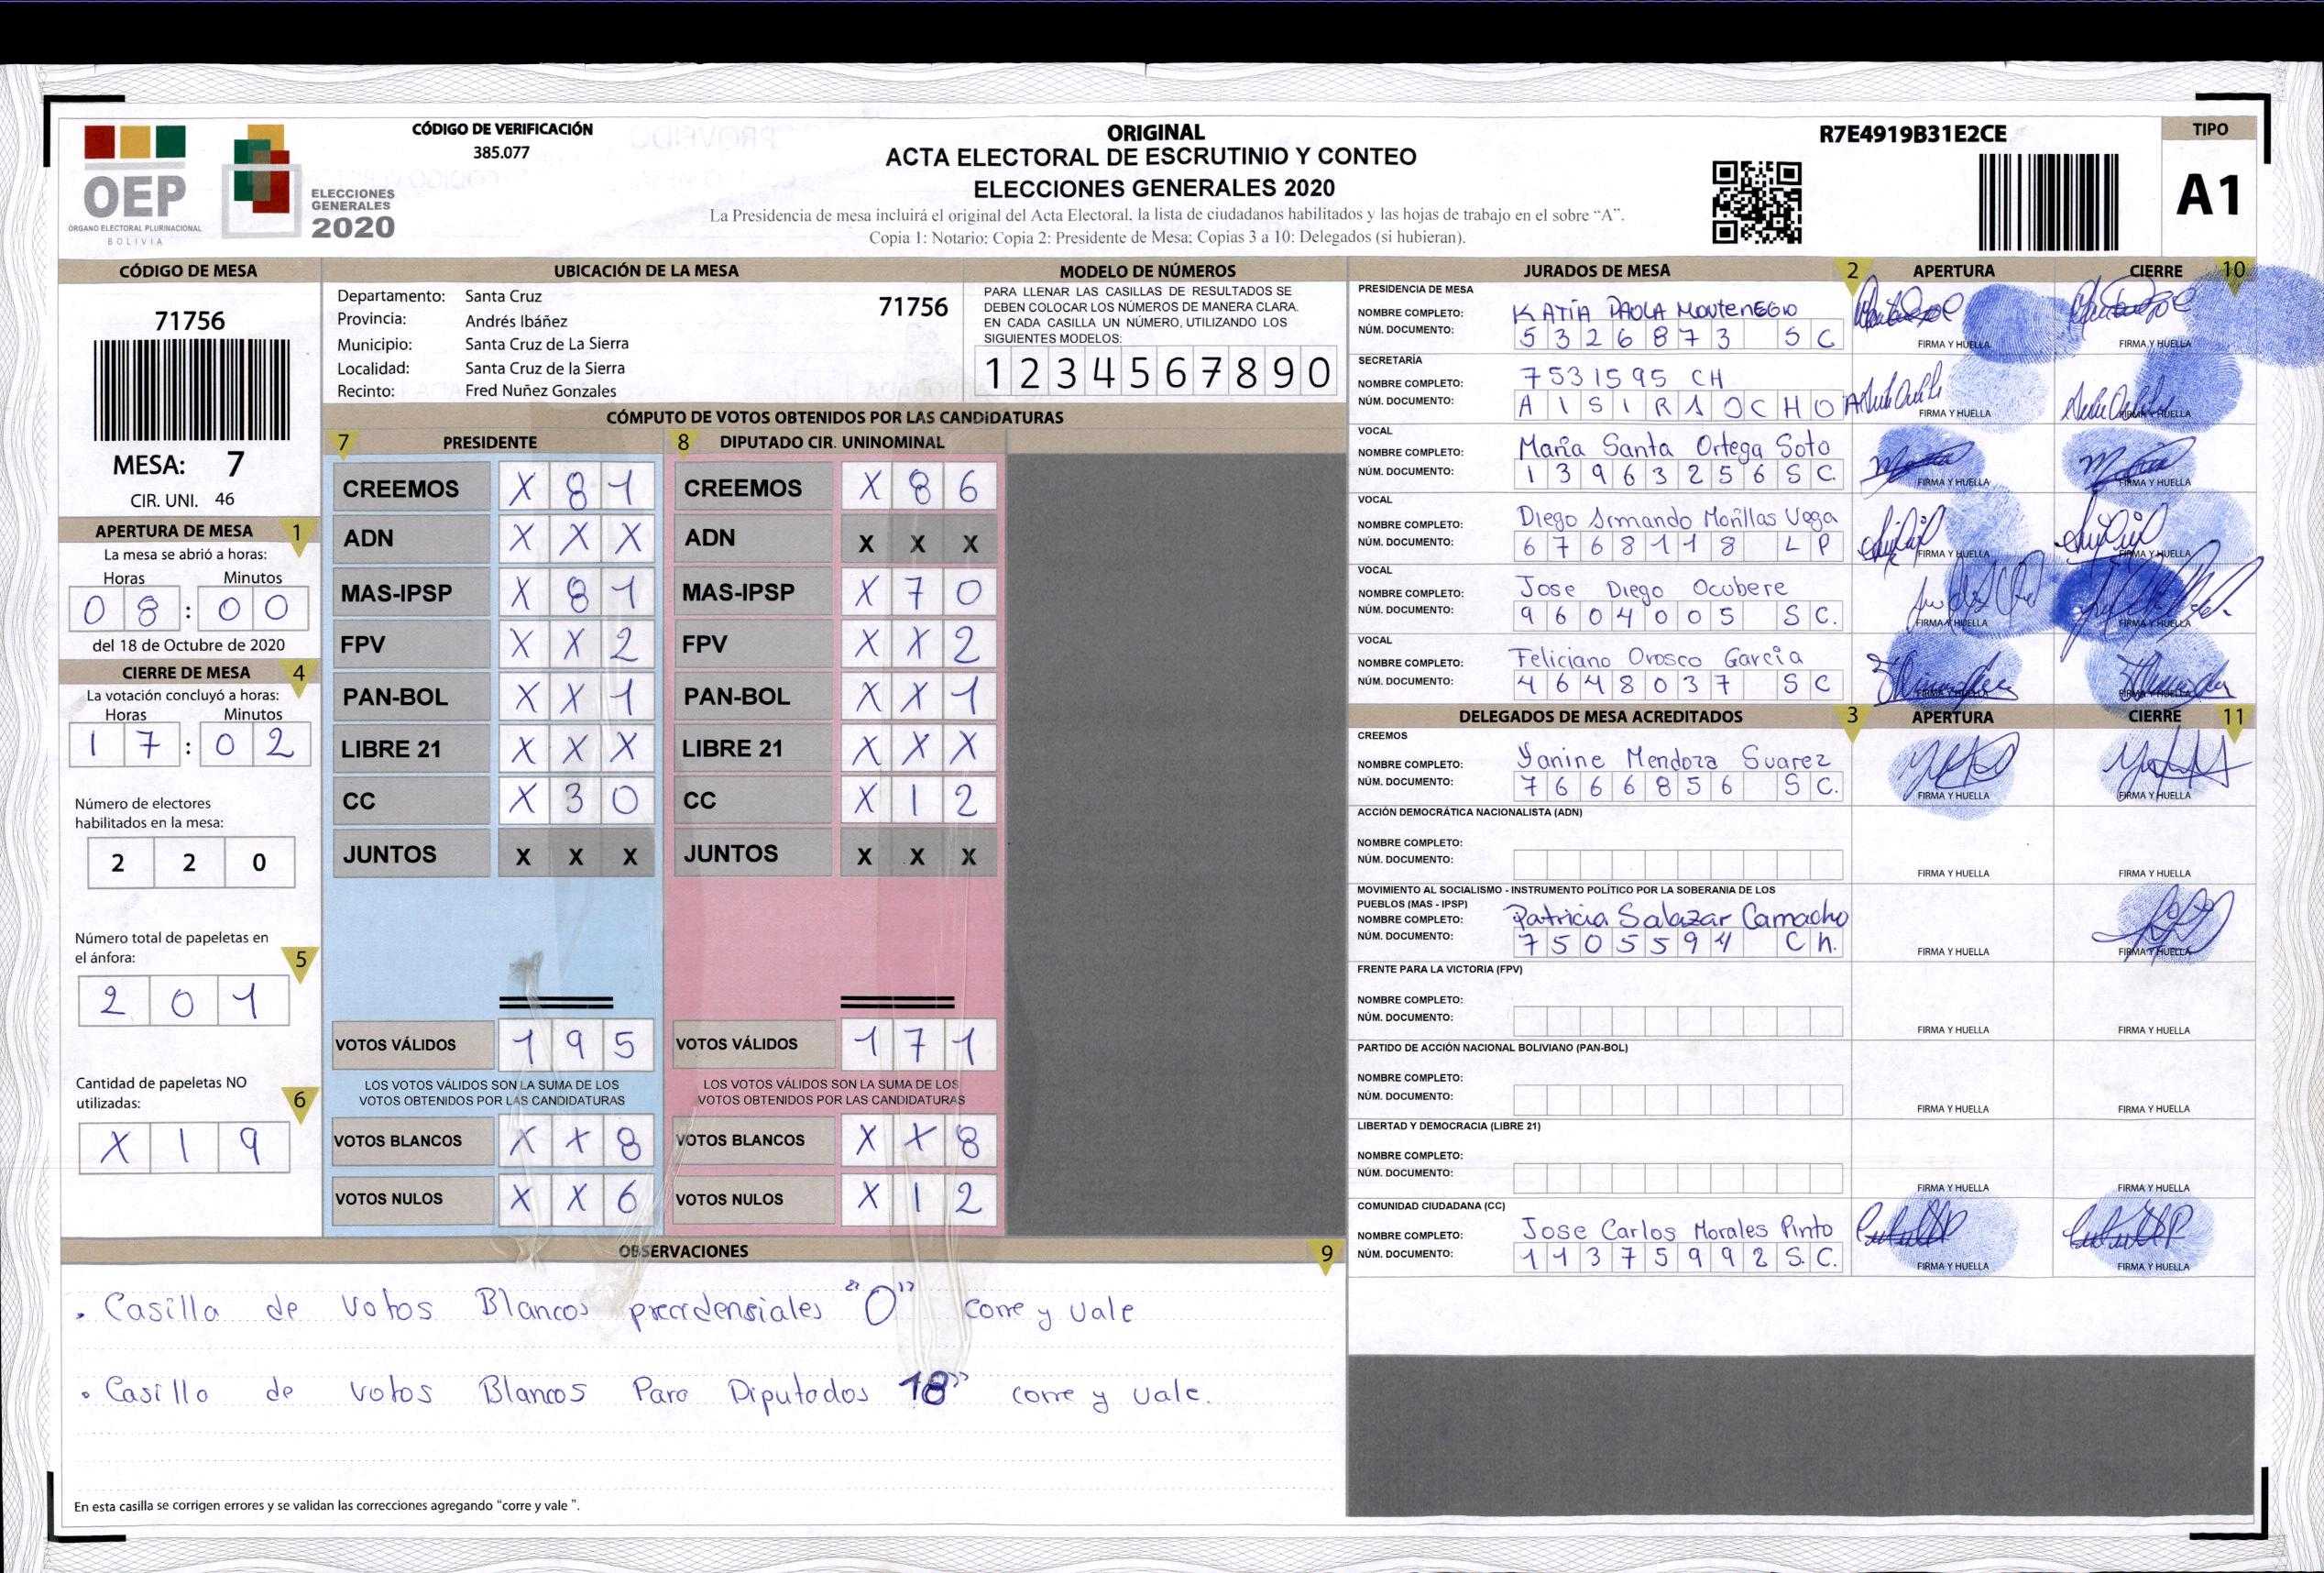 CÓDIGO DE VERIFICACIÓN
385.077
OEP
ÓRGANO ELECTORAL PLURINACIONAL
BOLIVIA
ELECCIONES
GENERALES
2020
ORIGINAL
ACTA ELECTORAL DE ESCRUTINIO Y CONTEO
ELECCIONES GENERALES 2020
La Presidencia de mesa incluirá el original del Acta Electoral, la lista de ciudadanos habilitados y las hojas de trabajo en el sobre “A”.
Copia 1: Notario; Copia 2: Presidente de Mesa; Copias 3 a 10: Delegados (si hubieran).
R7E4919B31E2CE
TIPO
A1
CÓDIGO DE MESA
71756
MESA: 7
CIR. UNI. 46
APERTURA DE MESA 1
La mesa se abrió a horas:
Horas Minutos
0 8 : 0 0
del 18 de Octubre de 2020
CIERRE DE MESA 4
La votación concluyó a horas:
Horas Minutos
1 7 : 0 2
Número de electores
habilitados en la mesa:
2 2 0
Número total de papeletas en
el ánfora: 5
2 0 1
Cantidad de papeletas NO
utilizadas: 6
X 1 9
UBICACIÓN DE LA MESA
Departamento: Santa Cruz 71756
Provincia: Andrés Ibáñez
Municipio: Santa Cruz de La Sierra
Localidad: Santa Cruz de la Sierra
Recinto: Fred Nuñez Gonzales
MODELO DE NÚMEROS
PARA LLENAR LAS CASILLAS DE RESULTADOS SE
DEBEN COLOCAR LOS NÚMEROS DE MANERA CLARA.
EN CADA CASILLA UN NÚMERO, UTILIZANDO LOS
SIGUIENTES MODELOS:
1 2 3 4 5 6 7 8 9 0
CÓMPUTO DE VOTOS OBTENIDOS POR LAS CANDIDATURAS
7 PRESIDENTE
CREEMOS X 8 1
ADN X X X
MAS-IPSP X 8 1
FPV X X 2
PAN-BOL X X 1
LIBRE 21 X X X
CC X 3 0
JUNTOS X X X
VOTOS VÁLIDOS 1 9 5
LOS VOTOS VÁLIDOS SON LA SUMA DE LOS
VOTOS OBTENIDOS POR LAS CANDIDATURAS
VOTOS BLANCOS X X 8
VOTOS NULOS X X 6
8 DIPUTADO CIR. UNINOMINAL
CREEMOS X 8 6
ADN X X X
MAS-IPSP X 7 0
FPV X X 2
PAN-BOL X X 1
LIBRE 21 X X X
CC X 1 2
JUNTOS X X X
VOTOS VÁLIDOS 1 7 1
LOS VOTOS VÁLIDOS SON LA SUMA DE LOS
VOTOS OBTENIDOS POR LAS CANDIDATURAS
VOTOS BLANCOS X X 8
VOTOS NULOS X 1 2
OBSERVACIONES 9
• Casilla de votos Blancos "0" corre y vale
• Casilla de votos Blancos Para Diputados 18" corre y vale.
En esta casilla se corrigen errores y se validan las correcciones agregando “corre y vale ”.
JURADOS DE MESA 2 APERTURA CIERRE 10
PRESIDENCIA DE MESA
NOMBRE COMPLETO: KATIA PAOLA MONTENEGRO
NÚM. DOCUMENTO: 5 3 2 6 8 7 3 S C
FIRMA Y HUELLA FIRMA Y HUELLA
SECRETARÍA
NOMBRE COMPLETO: 7531595 CH
NÚM. DOCUMENTO:
FIRMA Y HUELLA FIRMA Y HUELLA
VOCAL
NOMBRE COMPLETO: María Santa Ortega Soto
NÚM. DOCUMENTO: 1 3 9 6 3 2 5 6 S C
FIRMA Y HUELLA FIRMA Y HUELLA
VOCAL
NOMBRE COMPLETO: Diego Armando Morillas Vega
NÚM. DOCUMENTO: 6 7 6 8 1 1 8 L P
FIRMA Y HUELLA FIRMA Y HUELLA
VOCAL
NOMBRE COMPLETO: Jose Diego Ocubere
NÚM. DOCUMENTO: 9 6 0 4 0 0 5 S C.
FIRMA Y HUELLA FIRMA Y HUELLA
VOCAL
NOMBRE COMPLETO: Feliciano Orosco Garcia
NÚM. DOCUMENTO: 4 6 4 8 0 3 7 S C
FIRMA Y HUELLA FIRMA Y HUELLA
DELEGADOS DE MESA ACREDITADOS 3 APERTURA CIERRE 11
CREEMOS
NOMBRE COMPLETO: Yanine Mendoza Suarez
NÚM. DOCUMENTO: 7 6 6 6 8 5 6 S C.
FIRMA Y HUELLA FIRMA Y HUELLA
ACCIÓN DEMOCRÁTICA NACIONALISTA (ADN)
NOMBRE COMPLETO:
NÚM. DOCUMENTO:
FIRMA Y HUELLA FIRMA Y HUELLA
MOVIMIENTO AL SOCIALISMO - INSTRUMENTO POLÍTICO POR LA SOBERANIA DE LOS
PUEBLOS (MAS - IPSP)
NOMBRE COMPLETO: Patricia Salazar Camacho
NÚM. DOCUMENTO: 7 5 0 5 5 9 4 C h.
FIRMA Y HUELLA FIRMA Y HUELLA
FRENTE PARA LA VICTORIA (FPV)
NOMBRE COMPLETO:
NÚM. DOCUMENTO:
FIRMA Y HUELLA FIRMA Y HUELLA
PARTIDO DE ACCIÓN NACIONAL BOLIVIANO (PAN-BOL)
NOMBRE COMPLETO:
NÚM. DOCUMENTO:
FIRMA Y HUELLA FIRMA Y HUELLA
LIBERTAD Y DEMOCRACIA (LIBRE 21)
NOMBRE COMPLETO:
NÚM. DOCUMENTO:
FIRMA Y HUELLA FIRMA Y HUELLA
COMUNIDAD CIUDADANA (CC)
NOMBRE COMPLETO: Jose Carlos Morales Pinto
NÚM. DOCUMENTO: 1 1 3 7 5 9 9 2 S. C.
FIRMA Y HUELLA FIRMA Y HUELLA